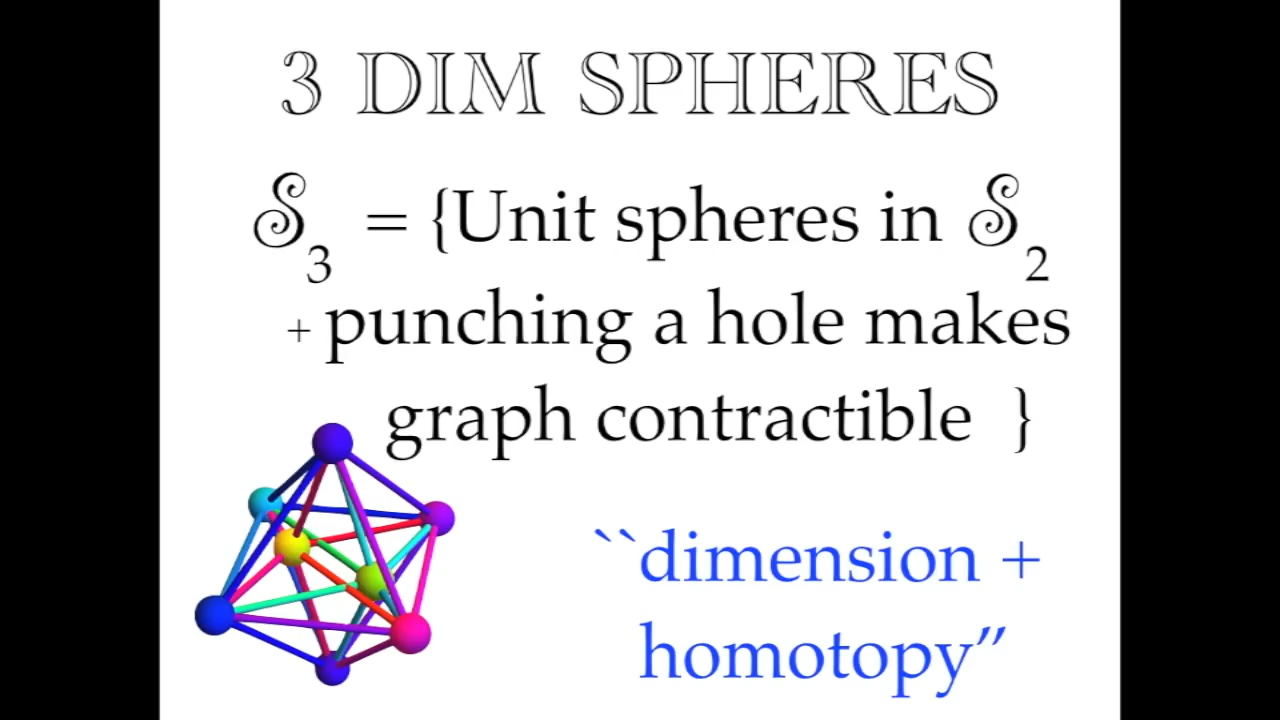 3 DIM SPHERES
𝒮₃ = {Unit spheres in 𝒮₂
+ punching a hole makes
graph contractible }
``dimension +
homotopy”